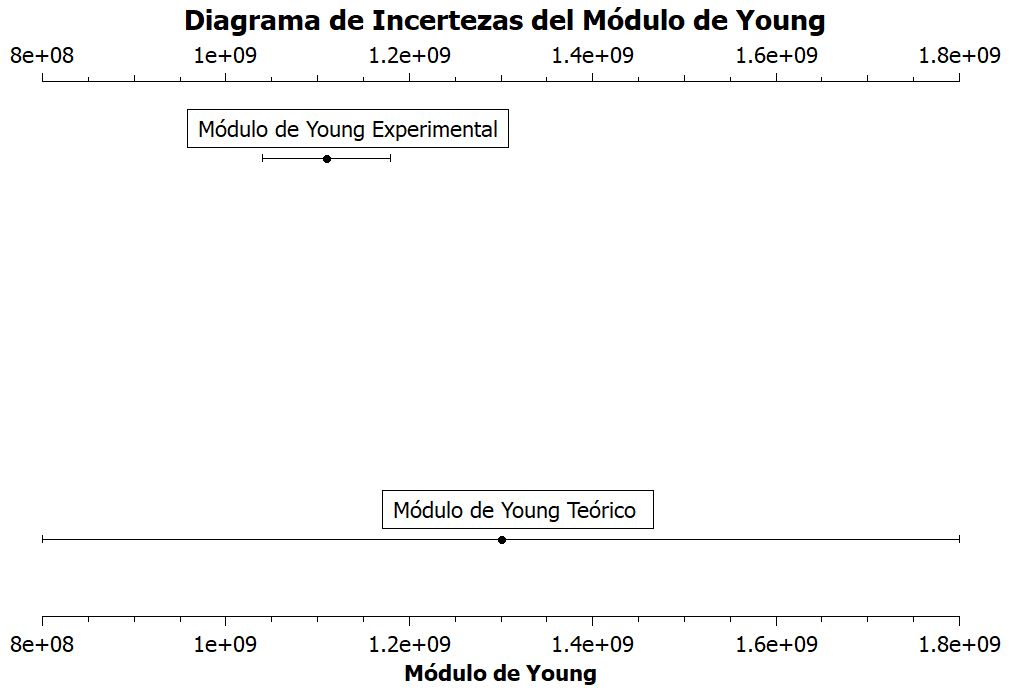 Diagrama de Incertezas del Módulo de Young
8e+08 1e+09 1.2e+09 1.4e+09 1.6e+09 1.8e+09
Módulo de Young Experimental
Módulo de Young Teórico
8e+08 1e+09 1.2e+09 1.4e+09 1.6e+09 1.8e+09
Módulo de Young